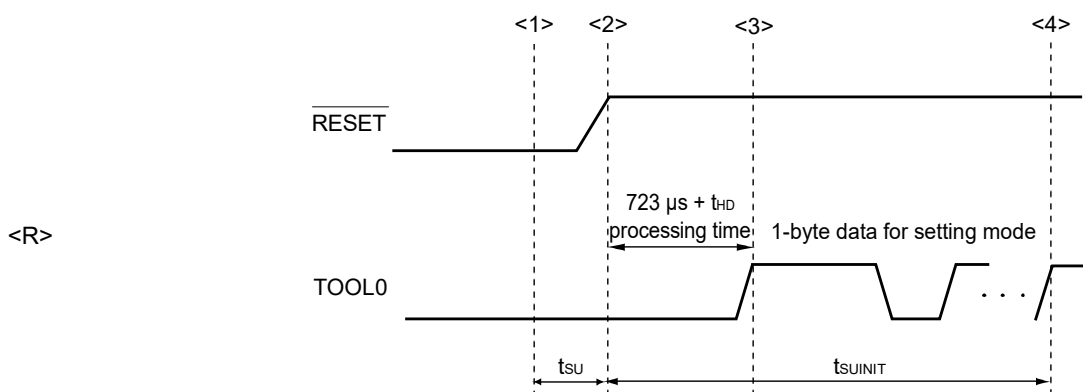 <1> <2> <3> <4>
RESET
723 µs + tHD
processing time
1-byte data for setting mode
<R>
TOOL0
. . .
tSU
tSUINIT